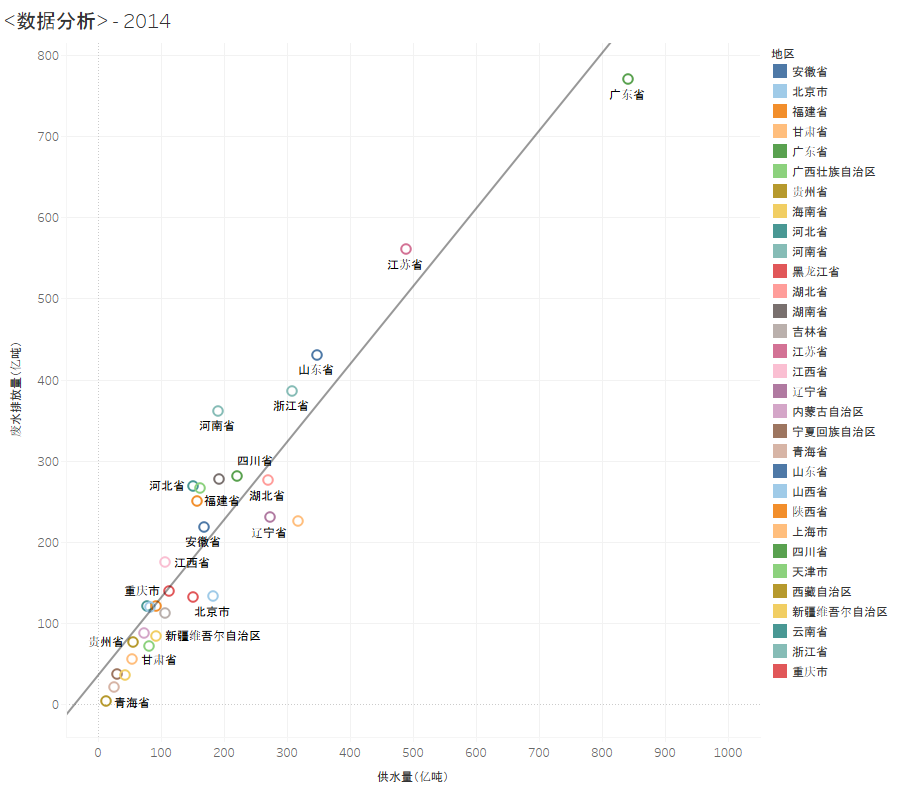 <数据分析> - 2014
地区
安徽省
北京市
福建省
甘肃省
广东省
广西壮族自治区
贵州省
海南省
河北省
河南省
黑龙江省
湖北省
湖南省
吉林省
江苏省
江西省
辽宁省
内蒙古自治区
宁夏回族自治区
青海省
山东省
山西省
陕西省
上海市
四川省
天津市
西藏自治区
新疆维吾尔自治区
云南省
浙江省
重庆市
废水排放量(亿吨)
800
700
600
500
400
300
200
100
0
广东省
江苏省
山东省
浙江省
河南省
四川省
河北省
湖北省
福建省
辽宁省
安徽省
江西省
重庆市
北京市
新疆维吾尔自治区
贵州省
甘肃省
青海省
0 100 200 300 400 500 600 700 800 900 1000
供水量(亿吨)